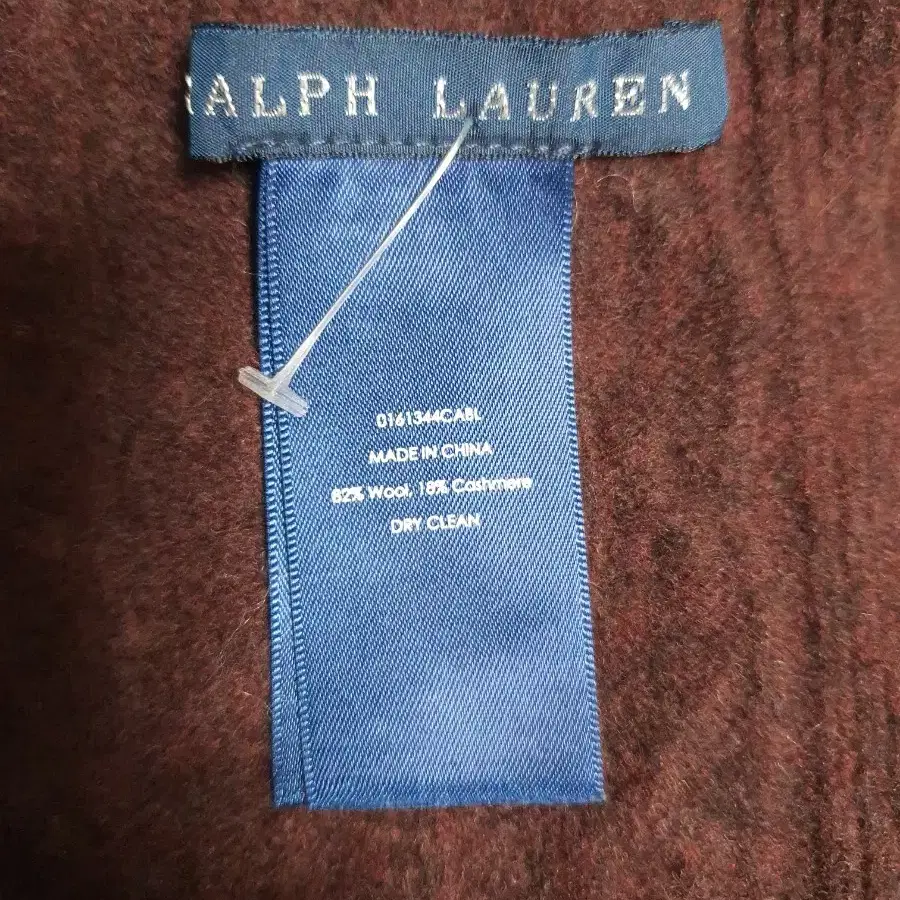 RALPH LAUREN
0161344CABL
MADE IN CHINA
82% Wool, 18% Cashmere
DRY CLEAN